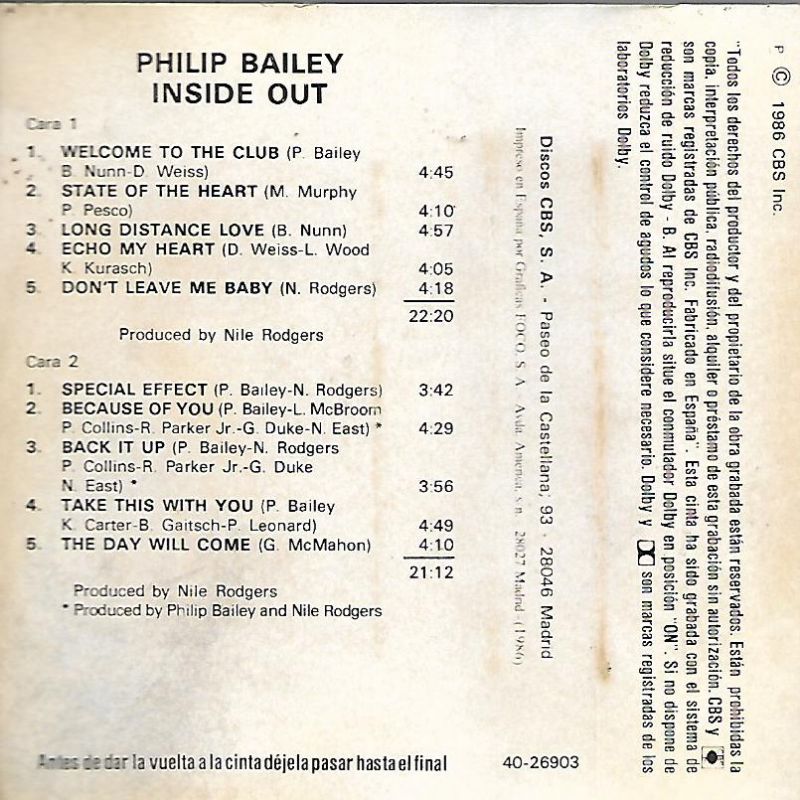 PHILIP BAILEY
INSIDE OUT
Cara 1
1. WELCOME TO THE CLUB (P. Bailey
B. Nunn-D. Weiss) 4:45
2. STATE OF THE HEART (M. Murphy
P. Pesco) 4:10
3. LONG DISTANCE LOVE (B. Nunn) 4:57
4. ECHO MY HEART (D. Weiss-L. Wood
K. Kurasch) 4:05
5. DON'T LEAVE ME BABY (N. Rodgers) 4:18
22:20
Produced by Nile Rodgers
Cara 2
1. SPECIAL EFFECT (P. Bailey-N. Rodgers) 3:42
2. BECAUSE OF YOU (P. Bailey-L. McBroom
P. Collins-R. Parker Jr.-G. Duke-N. East) * 4:29
3. BACK IT UP (P. Bailey-N. Rodgers
P. Collins-R. Parker Jr.-G. Duke
N. East) * 3:56
4. TAKE THIS WITH YOU (P. Bailey
K. Carter-B. Gaitsch-P. Leonard) 4:49
5. THE DAY WILL COME (G. McMahon) 4:10
21:12
Produced by Nile Rodgers
* Produced by Philip Bailey and Nile Rodgers
Antes de dar la vuelta a la cinta déjela pasar hasta el final
40-26903
Discos CBS, S. A. - Paseo de la Castellana, 93 - 28046 Madrid
Impreso en España por Gráficas FOCO, S. A. Avda. America, s/n. 28027 Madrid-(1986)
P © 1986 CBS Inc.
"Todos los derechos del productor y del propietario de la obra grabada están reservados. Están prohibidas la
copia, interpretación pública, radiodifusión, alquiler o préstamo de esta grabación sin autorización. CBS y
son marcas registradas de CBS Inc. Fabricado en España". Esta cinta ha sido grabada con el sistema de
reducción de ruido Dolby - B. Al reproducirla situe el conmutador Dolby en posición "ON". Si no dispone de
Dolby reduzca el control de agudos lo que considere necesario. Dolby y son marcas registradas de los
laboratorios Dolby.